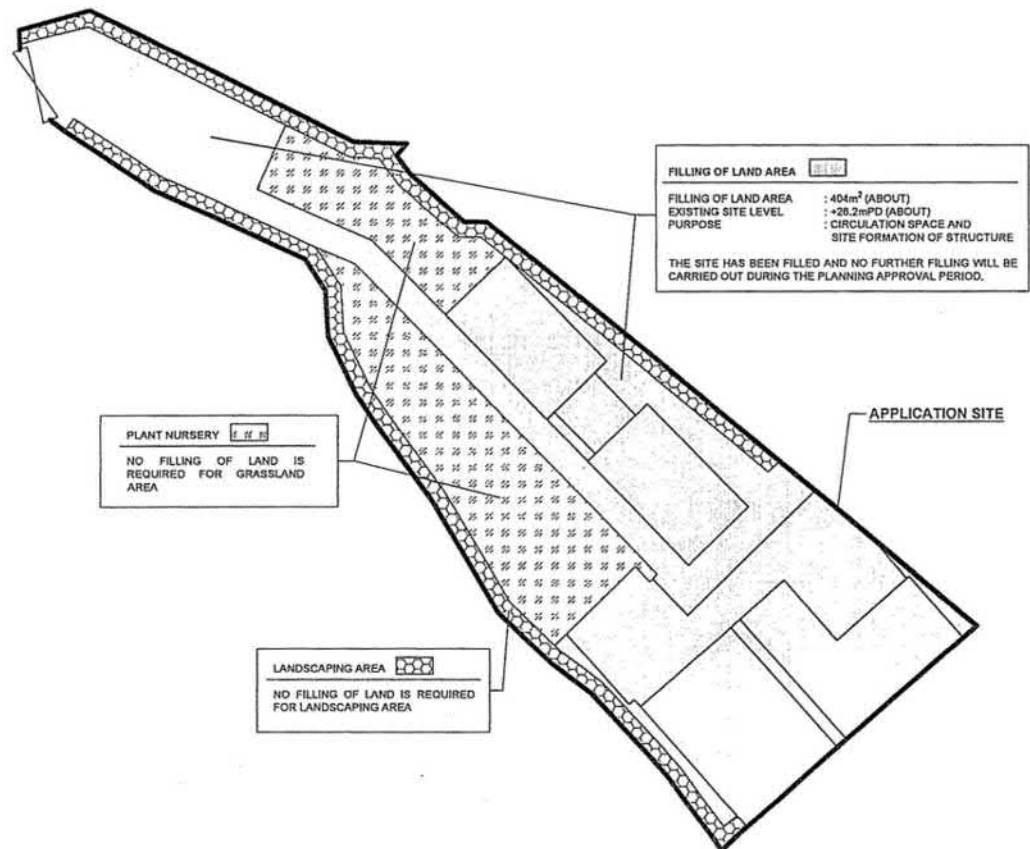 FILLING OF LAND AREA
FILLING OF LAND AREA : 404m² (ABOUT)
EXISTING SITE LEVEL : +26.2mPD (ABOUT)
PURPOSE : CIRCULATION SPACE AND
SITE FORMATION OF STRUCTURE
THE SITE HAS BEEN FILLED AND NO FURTHER FILLING WILL BE
CARRIED OUT DURING THE PLANNING APPROVAL PERIOD.
APPLICATION SITE
PLANT NURSERY
NO FILLING OF LAND IS
REQUIRED FOR GRASSLAND
AREA
LANDSCAPING AREA
NO FILLING OF LAND IS REQUIRED
FOR LANDSCAPING AREA